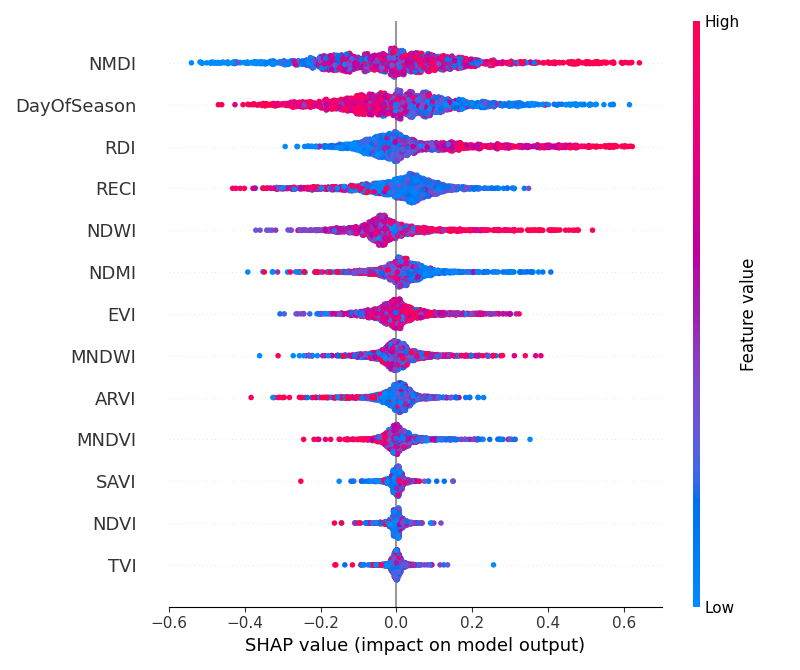 High
NMDI
DayOfSeason
RDI
RECI
NDWI
NDMI
EVI
MNDWI
ARVI
MNDVI
SAVI
NDVI
TVI
Feature value
Low
−0.6 −0.4 −0.2 0.0 0.2 0.4 0.6
SHAP value (impact on model output)